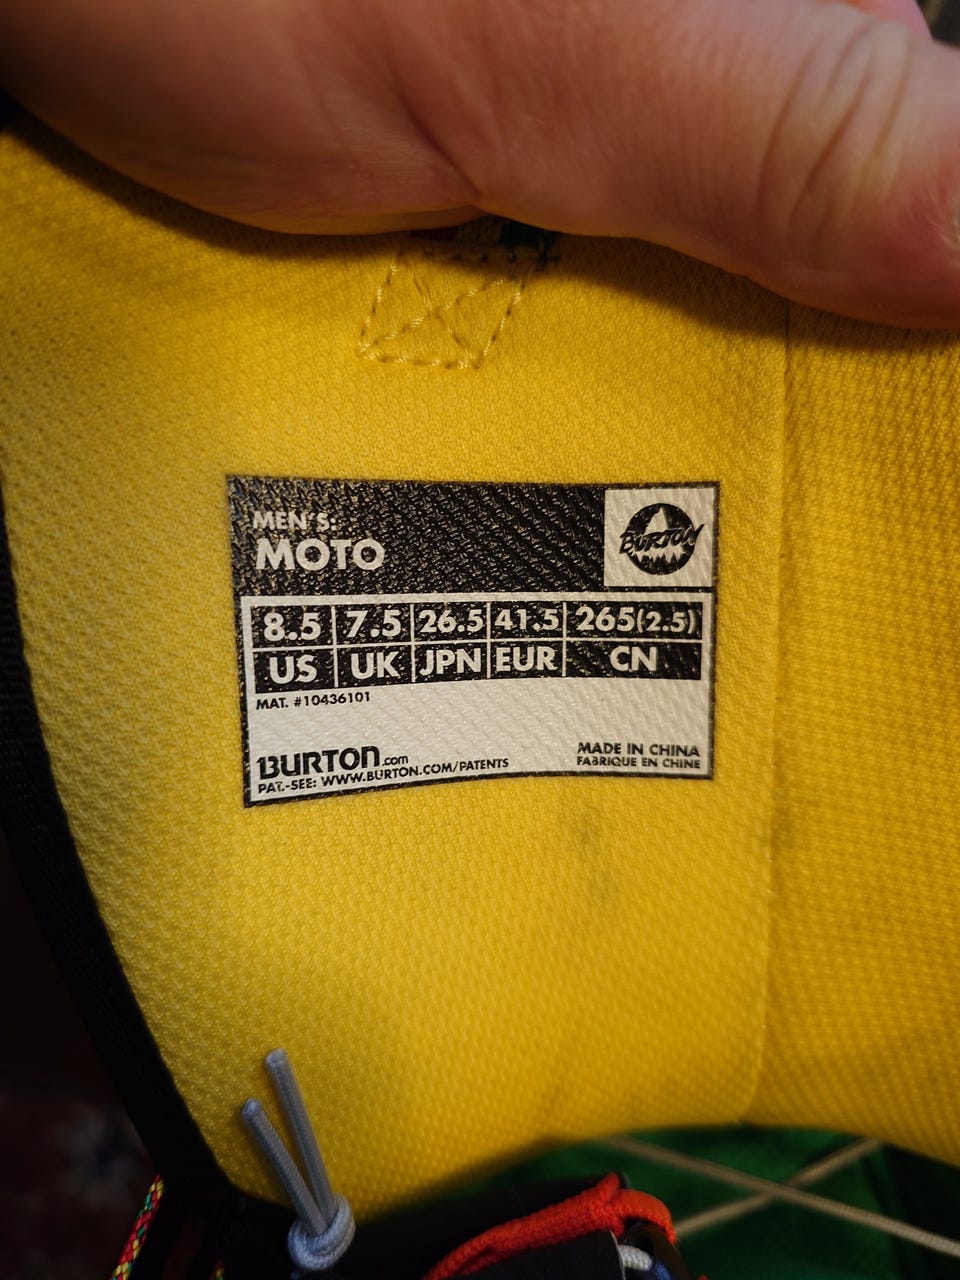 MEN'S:
MOTO
BURTON
8.5 7.5 26.5 41.5 265(2.5)
US UK JPN EUR CN
MAT. #10436101
BURTON.com
PAT.-SEE: WWW.BURTON.COM/PATENTS
MADE IN CHINA
FABRIQUE EN CHINE